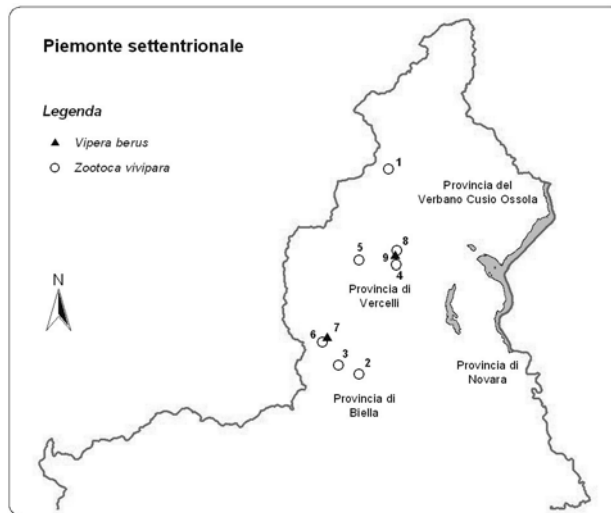 Piemonte settentrionale
Legenda
Vipera berus
Zootoca vivipara
1
Provincia del
Verbano Cusio Ossola
8
5
9
4
Provincia di
Vercelli
N
7
6
3
2
Provincia di
Novara
Provincia di
Biella